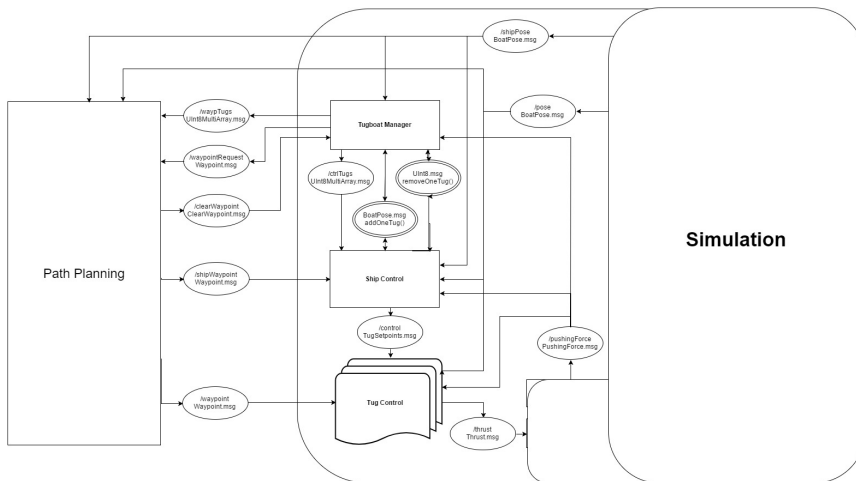 /shipPose
BoatPose.msg
/pose
BoatPose.msg
/waypTugs
UInt8MultiArray.msg
Tugboat Manager
/waypointRequest
Waypoint.msg
/ctrlTugs
UInt8MultiArray.msg
UInt8.msg
removeOneTug()
/clearWaypoint
ClearWaypoint.msg
BoatPose.msg
addOneTug()
Simulation
Path Planning
/shipWaypoint
Waypoint.msg
Ship Control
/control
TugSetpoints.msg
/pushingForce
PushingForce.msg
/waypoint
Waypoint.msg
Tug Control
/thrust
Thrust.msg